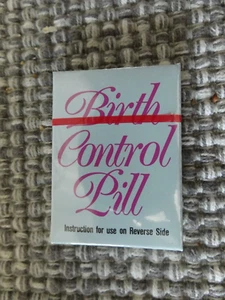 Birth
Control
Pill
Instruction for use on Reverse Side